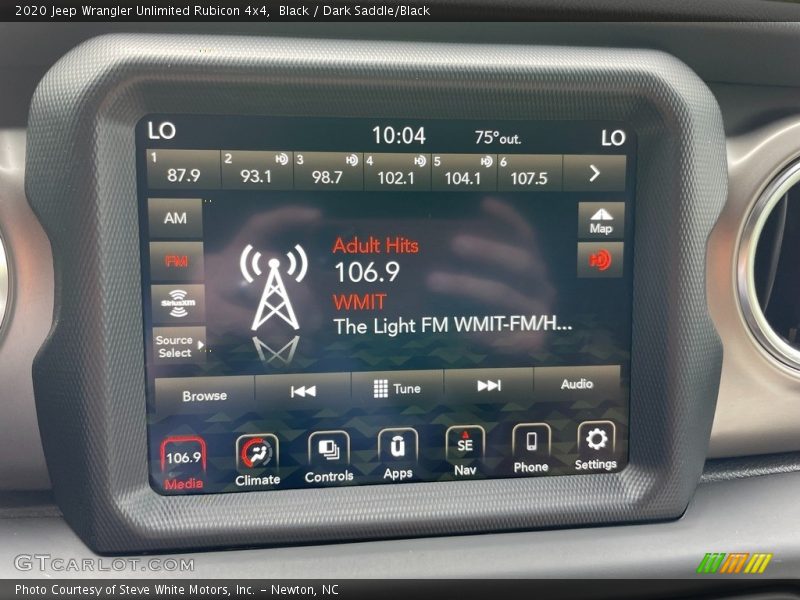 2020 Jeep Wrangler Unlimited Rubicon 4x4,  Black / Dark Saddle/Black
LO 10:04 75°out. LO
1 2 3 4 5 6
87.9 93.1 98.7 102.1 104.1 107.5 >
AM
Map
FM
Adult Hits
106.9
SiriusXM
WMIT
The Light FM WMIT-FM/H...
Source
Select
Browse Tune Audio
106.9 SE
Media Climate Controls Apps Nav Phone Settings
GTcarlot.com
Photo Courtesy of Steve White Motors, Inc. – Newton, NC